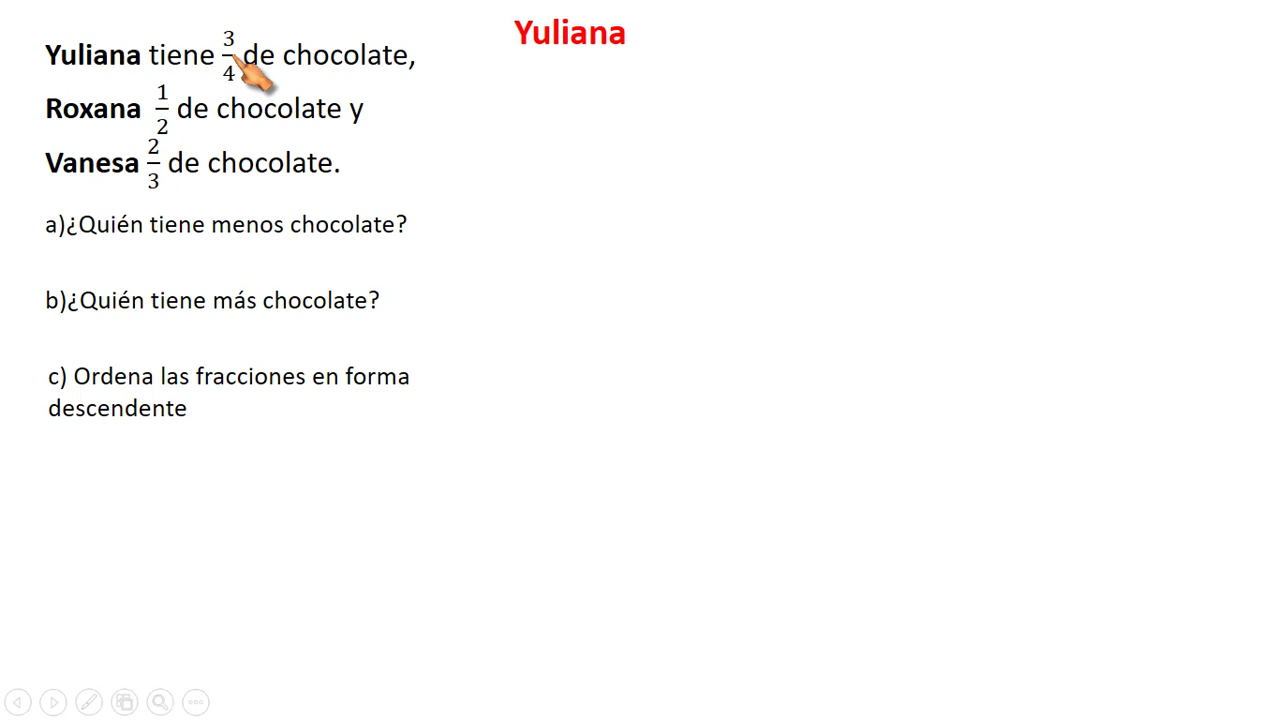 Yuliana
Yuliana tiene 3/4 de chocolate,
Roxana 1/2 de chocolate y
Vanesa 2/3 de chocolate.
a)¿Quién tiene menos chocolate?
b)¿Quién tiene más chocolate?
c) Ordena las fracciones en forma
descendente